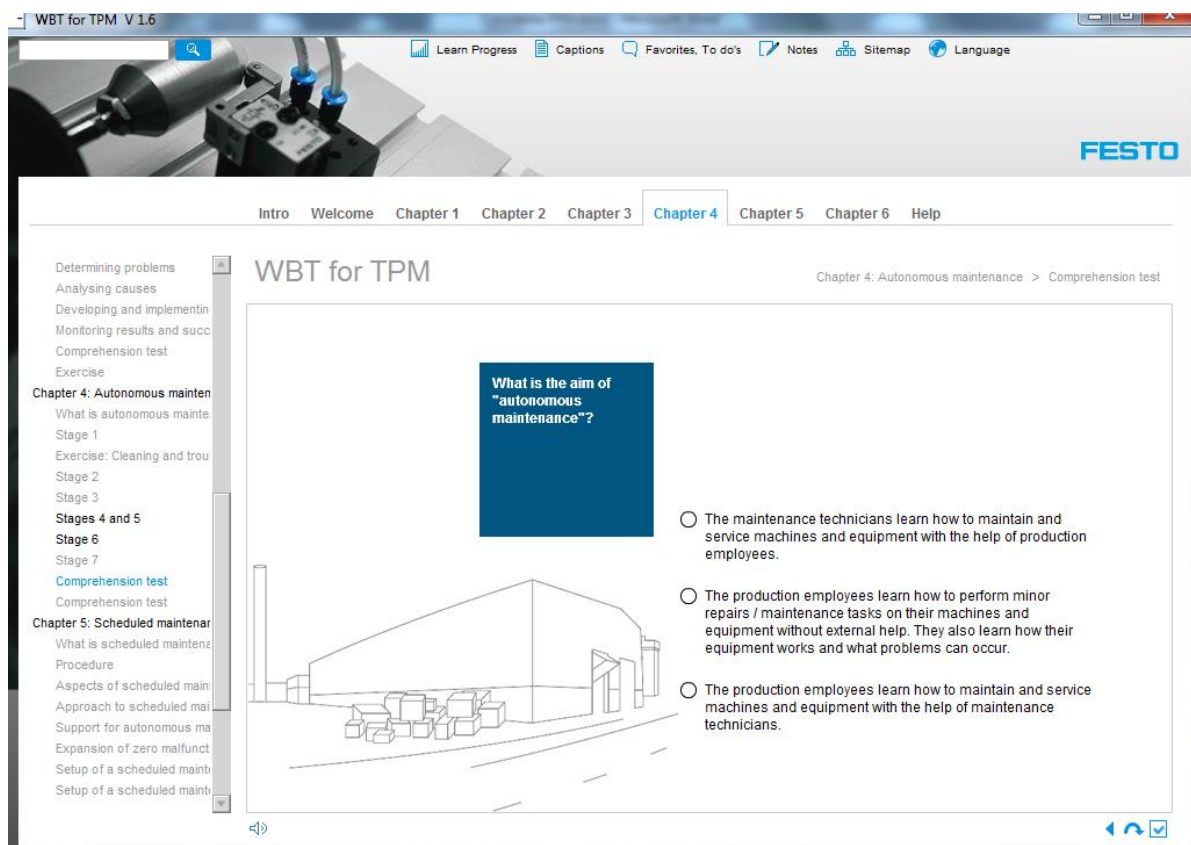 WBT for TPM V 1.6
Learn Progress Captions Favorites, To do's Notes Sitemap Language
FESTO
Intro Welcome Chapter 1 Chapter 2 Chapter 3 Chapter 4 Chapter 5 Chapter 6 Help
Determining problems
Analysing causes
Developing and implementin
Monitoring results and succ
Comprehension test
Exercise
Chapter 4: Autonomous mainten
What is autonomous mainte
Stage 1
Exercise: Cleaning and trou
Stage 2
Stage 3
Stages 4 and 5
Stage 6
Stage 7
Comprehension test
Comprehension test
Chapter 5: Scheduled maintenar
What is scheduled maintena
Procedure
Aspects of scheduled main
Approach to scheduled mai
Support for autonomous ma
Expansion of zero malfunct
Setup of a scheduled maint
Setup of a scheduled maint
WBT for TPM
Chapter 4: Autonomous maintenance > Comprehension test
What is the aim of
"autonomous
maintenance"?
The maintenance technicians learn how to maintain and
service machines and equipment with the help of production
employees.
The production employees learn how to perform minor
repairs / maintenance tasks on their machines and
equipment without external help. They also learn how their
equipment works and what problems can occur.
The production employees learn how to maintain and service
machines and equipment with the help of maintenance
technicians.